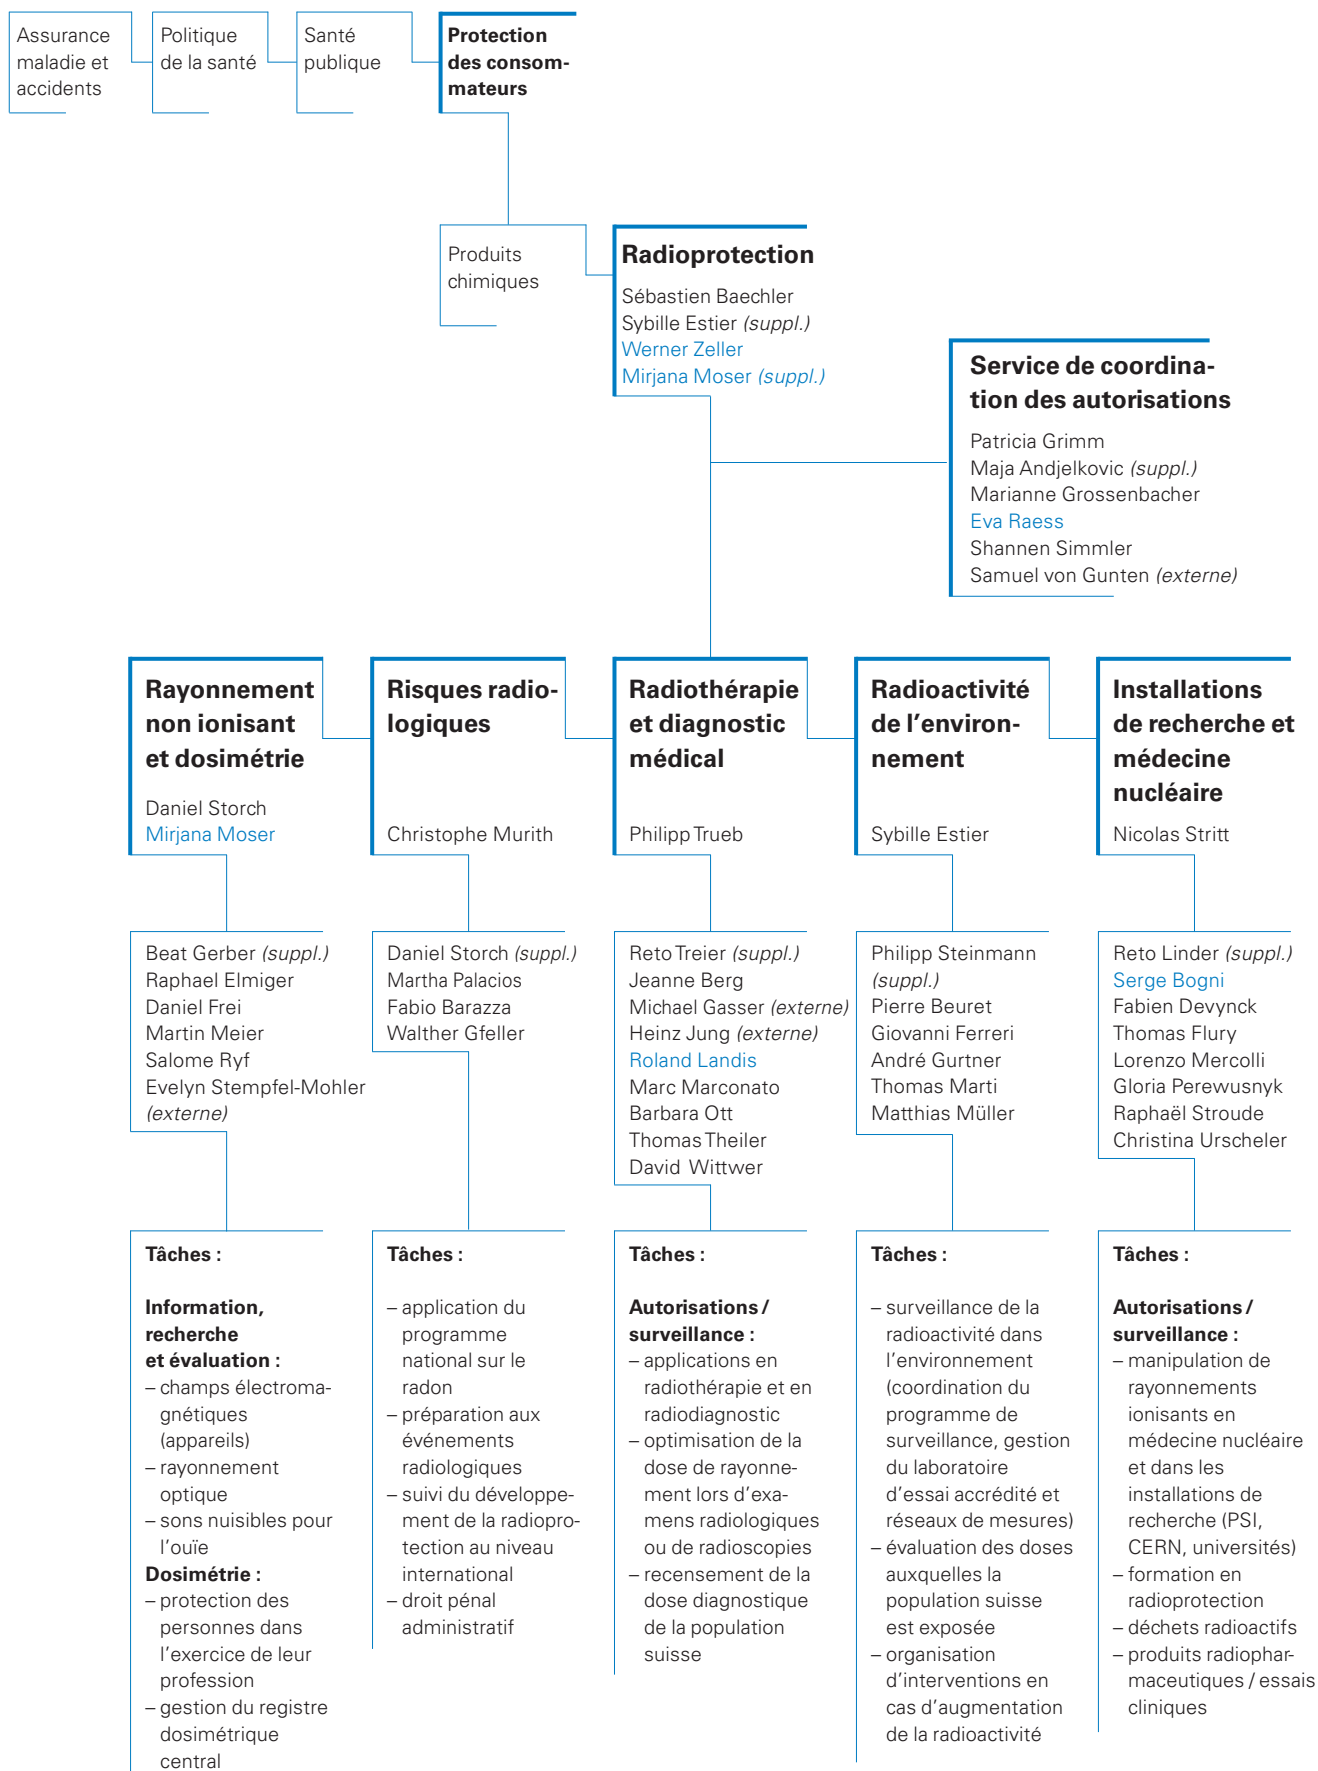 Assurance
maladie et
accidents
Politique
de la santé
Santé
publique
Protection
des consom-
mateurs
Produits
chimiques
Radioprotection
Sébastien Baechler
Sybille Estier (suppl.)
Werner Zeller
Mirjana Moser (suppl.)
Service de coordina-
tion des autorisations
Patricia Grimm
Maja Andjelkovic (suppl.)
Marianne Grossenbacher
Eva Raess
Shannen Simmler
Samuel von Gunten (externe)
Rayonnement
non ionisant
et dosimétrie
Daniel Storch
Mirjana Moser
Beat Gerber (suppl.)
Raphael Elmiger
Daniel Frei
Martin Meier
Salome Ryf
Evelyn Stempfel-Mohler
(externe)
Tâches :
Information,
recherche
et évaluation :
– champs électroma-
gnétiques
(appareils)
– rayonnement
optique
– sons nuisibles pour
l'ouïe
Dosimétrie :
– protection des
personnes dans
l'exercice de leur
profession
– gestion du registre
dosimétrique
central
Risques radio-
logiques
Christophe Murith
Daniel Storch (suppl.)
Martha Palacios
Fabio Barazza
Walther Gfeller
Tâches :
– application du
programme
national sur le
radon
– préparation aux
événements
radiologiques
– suivi du développe-
ment de la radiopro-
tection au niveau
international
– droit pénal
administratif
Radiothérapie
et diagnostic
médical
Philipp Trueb
Reto Treier (suppl.)
Jeanne Berg
Michael Gasser (externe)
Heinz Jung (externe)
Roland Landis
Marc Marconato
Barbara Ott
Thomas Theiler
David Wittwer
Tâches :
Autorisations /
surveillance :
– applications en
radiothérapie et en
radiodiagnostic
– optimisation de la
dose de rayonne-
ment lors d'exa-
mens radiologiques
ou de radioscopies
– recensement de la
dose diagnostique
de la population
suisse
Radioactivité
de l'environ-
nement
Sybille Estier
Philipp Steinmann
(suppl.)
Pierre Beuret
Giovanni Ferreri
André Gurtner
Thomas Marti
Matthias Müller
Tâches :
– surveillance de la
radioactivité dans
l'environnement
(coordination du
programme de
surveillance, gestion
du laboratoire
d'essai accrédité et
réseaux de mesures)
– évaluation des doses
auxquelles la
population suisse
est exposée
– organisation
d'interventions en
cas d'augmentation
de la radioactivité
Installations
de recherche et
médecine
nucléaire
Nicolas Stritt
Reto Linder (suppl.)
Serge Bogni
Fabien Devynck
Thomas Flury
Lorenzo Mercolli
Gloria Perewusnyk
Raphaël Stroude
Christina Urscheler
Tâches :
Autorisations /
surveillance :
– manipulation de
rayonnements
ionisants en
médecine nucléaire
et dans les
installations de
recherche (PSI,
CERN, universités)
– formation en
radioprotection
– déchets radioactifs
– produits radiophar-
maceutiques / essais
cliniques